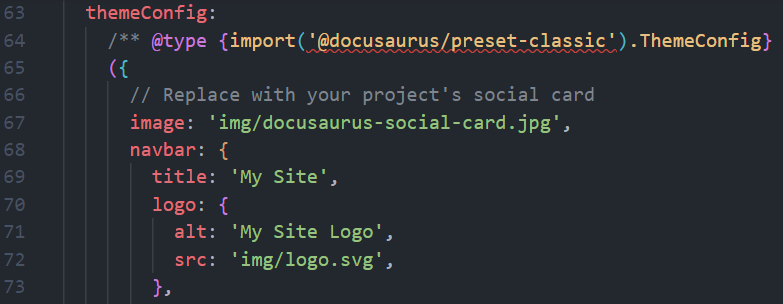 63 themeConfig:
64 /** @type {import('@docusaurus/preset-classic').ThemeConfig}
65 ({
66 // Replace with your project's social card
67 image: 'img/docusaurus-social-card.jpg',
68 navbar: {
69 title: 'My Site',
70 logo: {
71 alt: 'My Site Logo',
72 src: 'img/logo.svg',
73 },